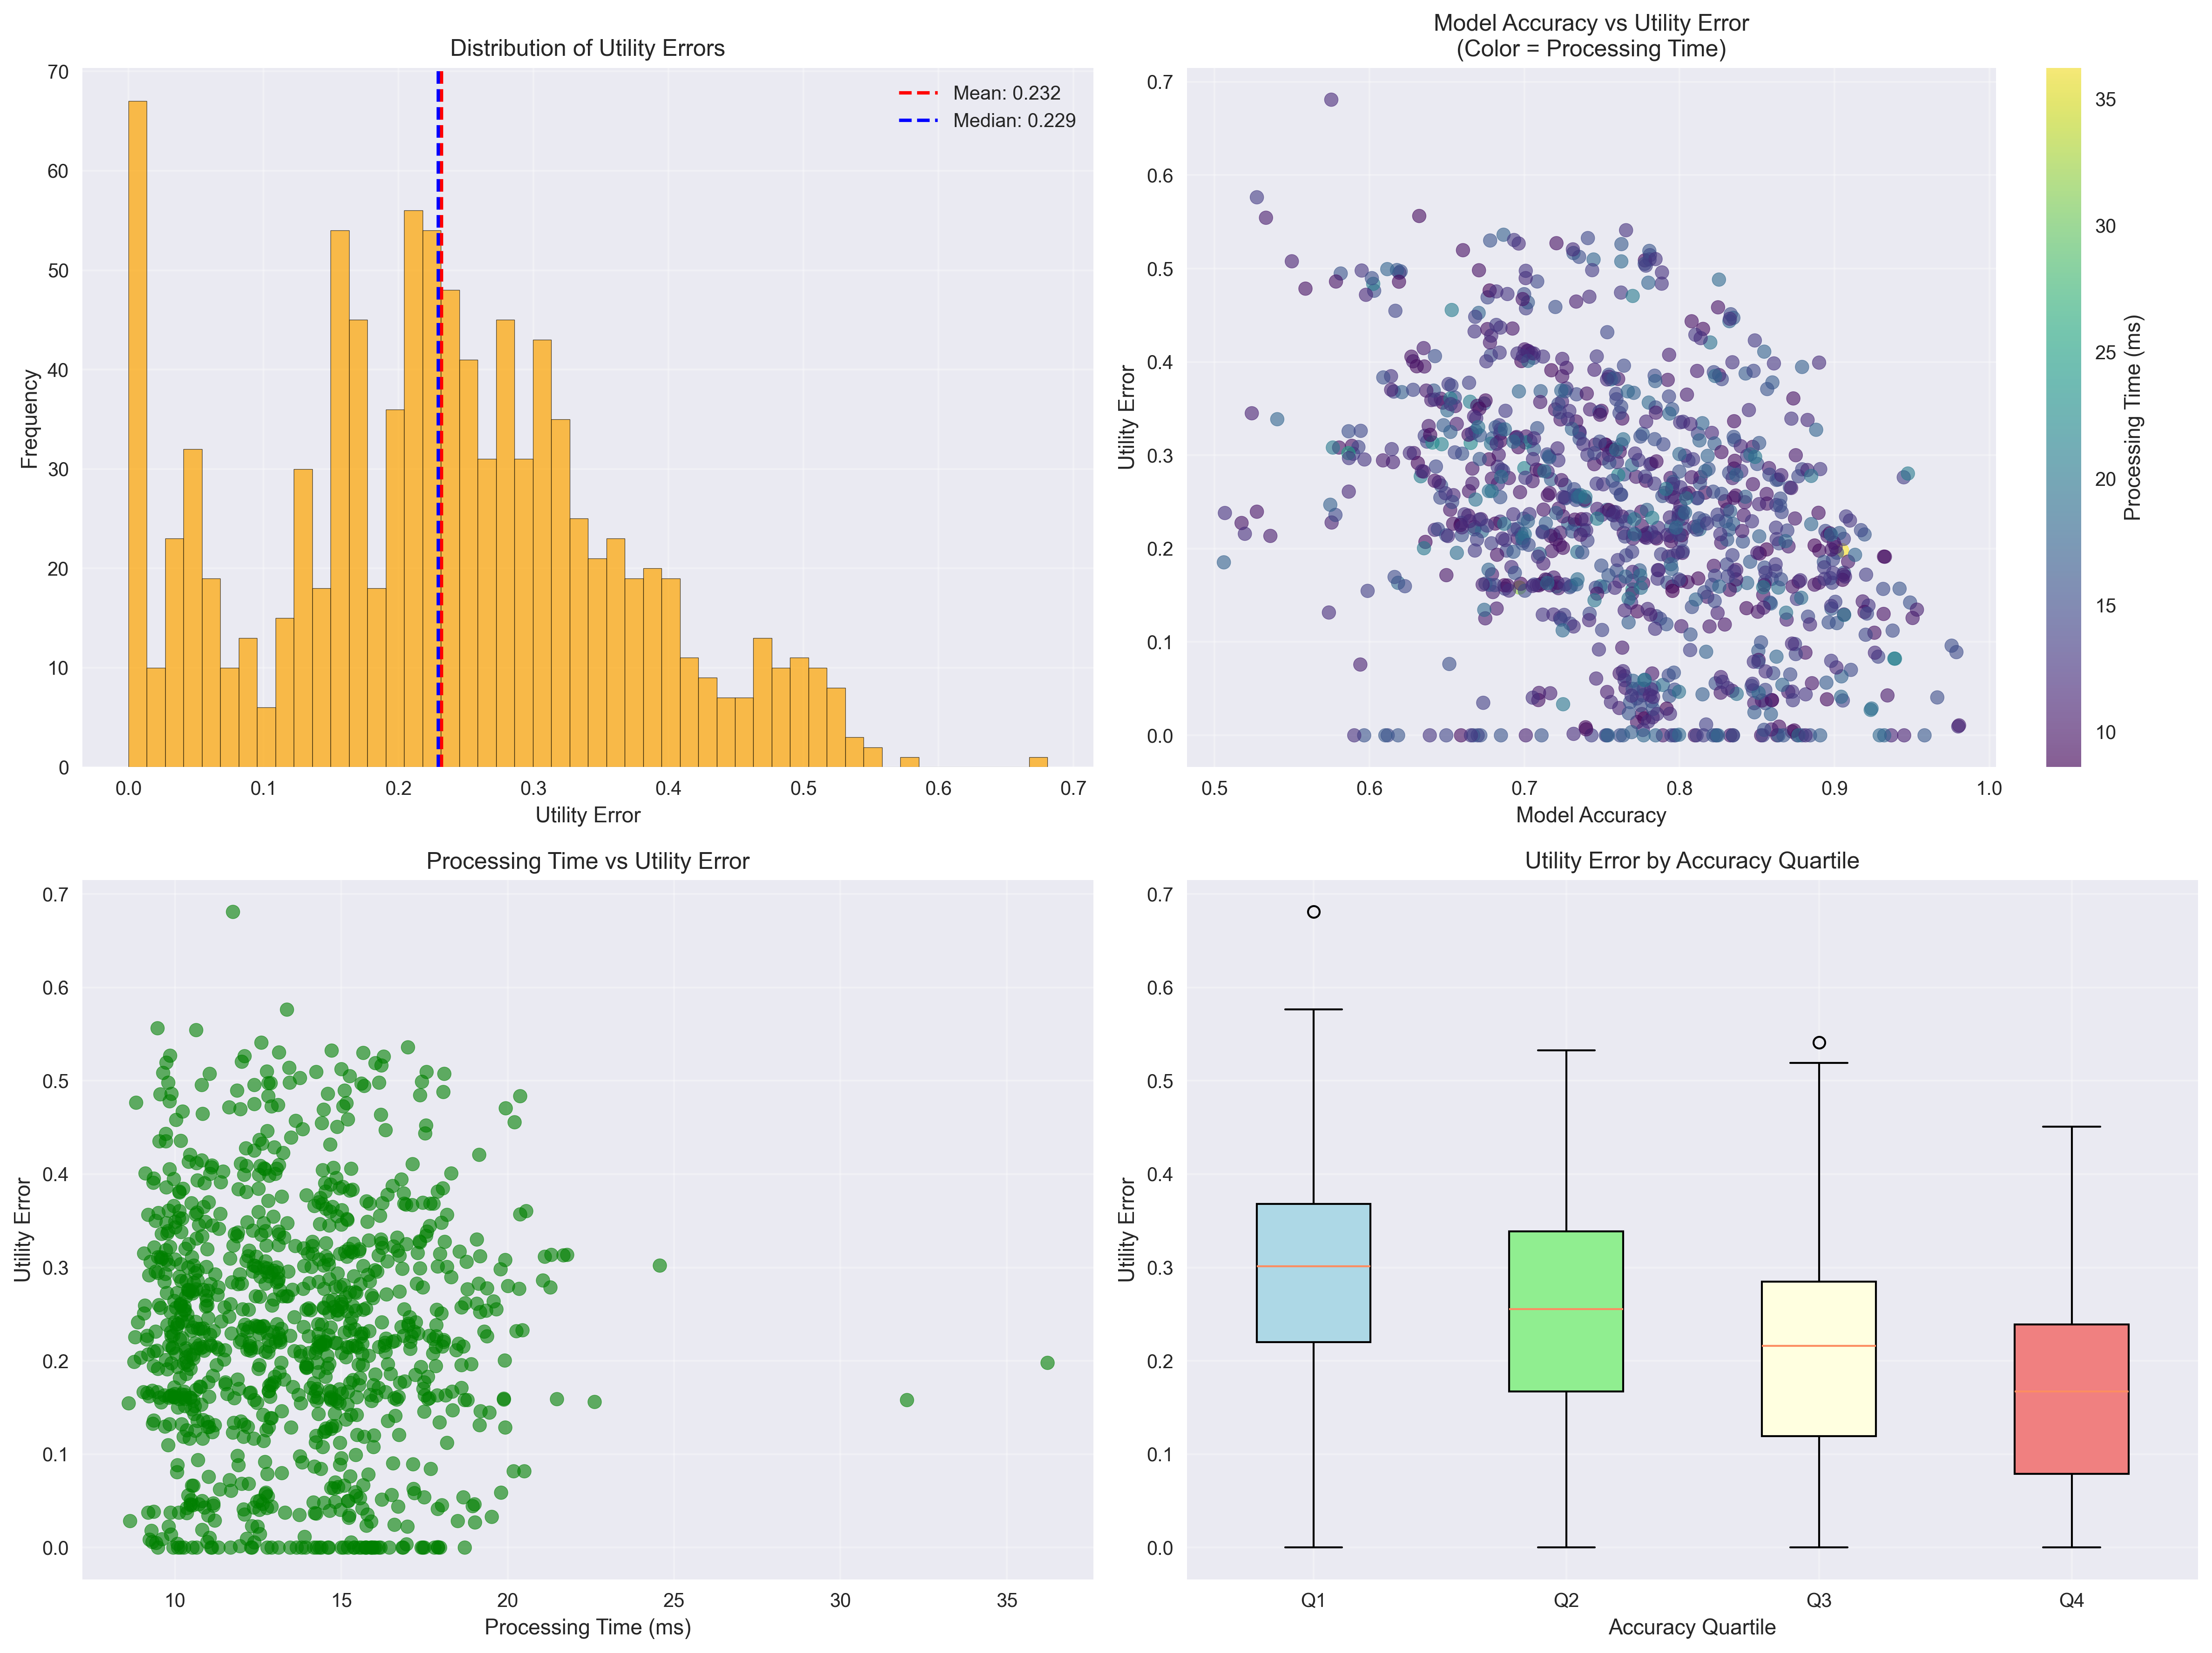 Distribution of Utility Errors
70
60
50
40
30
20
10
0
Frequency
0.0 0.1 0.2 0.3 0.4 0.5 0.6 0.7
Utility Error
Mean: 0.232
Median: 0.229
Model Accuracy vs Utility Error
(Color = Processing Time)
0.7
0.6
0.5
0.4
0.3
0.2
0.1
0.0
Utility Error
0.5 0.6 0.7 0.8 0.9 1.0
Model Accuracy
35
30
25
20
15
10
Processing Time (ms)
Processing Time vs Utility Error
0.7
0.6
0.5
0.4
0.3
0.2
0.1
0.0
Utility Error
10 15 20 25 30 35
Processing Time (ms)
Utility Error by Accuracy Quartile
0.7
0.6
0.5
0.4
0.3
0.2
0.1
0.0
Utility Error
Q1 Q2 Q3 Q4
Accuracy Quartile